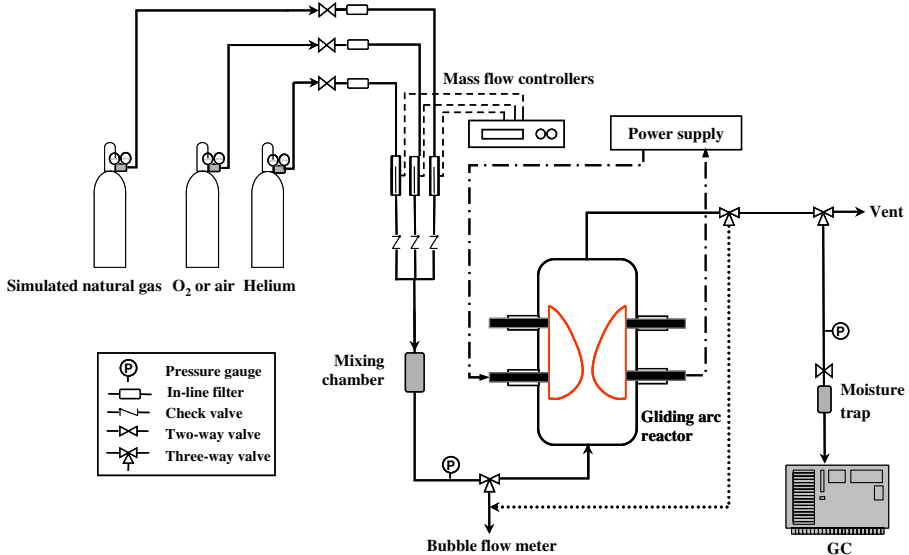 Mass flow controllers
Power supply
Vent
Simulated natural gas
O₂ or air
Helium
P
Mixing
chamber
Moisture
trap
Gliding arc
reactor
P
Bubble flow meter
GC
P
Pressure gauge
In-line filter
Check valve
Two-way valve
Three-way valve